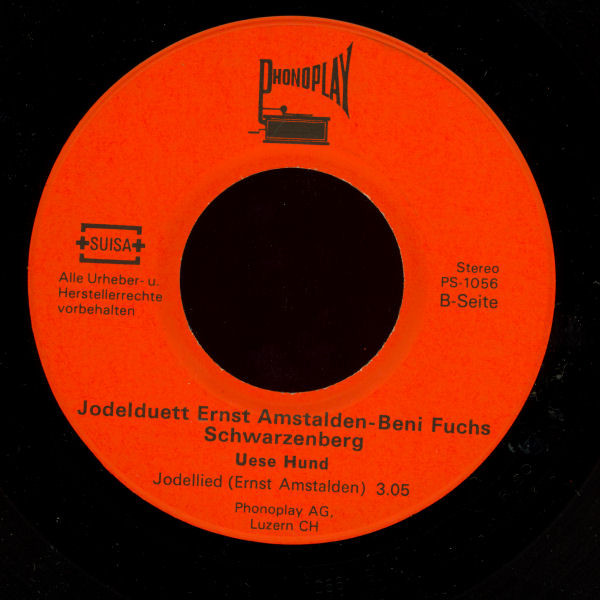 PHONOPLAY
SUISA
Alle Urheber- u.
Herstellerrechte
vorbehalten
Stereo
PS-1056
B-Seite
Jodelduett Ernst Amstalden-Beni Fuchs
Schwarzenberg
Uese Hund
Jodellied (Ernst Amstalden) 3.05
Phonoplay AG,
Luzern CH